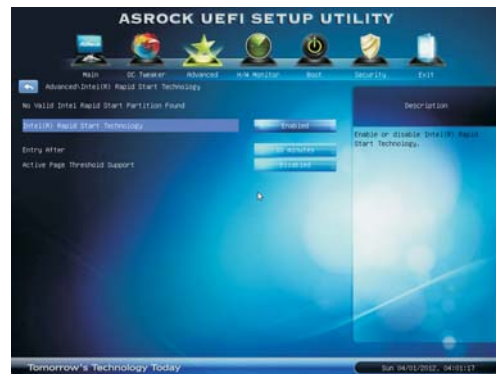 ASROCK UEFI SETUP UTILITY
Main OC Tweaker Advanced H/W Monitor Boot Security Exit
Advanced\Intel(R) Rapid Start Technology
No Valid Intel Rapid Start Partition Found
Intel(R) Rapid Start Technology Enabled
Entry After minutes
Active Page Threshold Support Disabled
Description
Enable or disable Intel(R) Rapid
Start Technology.
Tomorrow's Technology Today
Sun 04/01/2012, 04:01:17